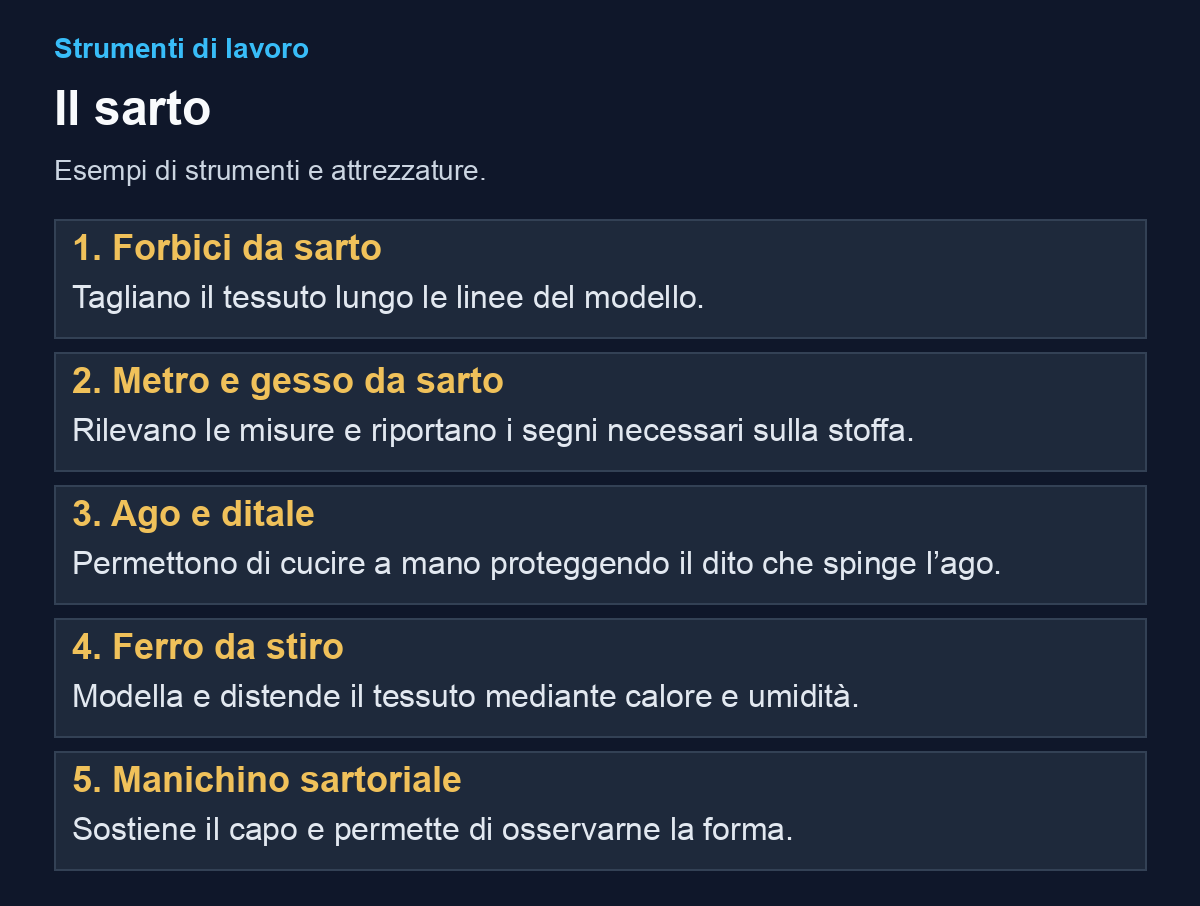 Strumenti di lavoro
Il sarto
Esempi di strumenti e attrezzature.
1. Forbici da sarto
Tagliano il tessuto lungo le linee del modello.
2. Metro e gesso da sarto
Rilevano le misure e riportano i segni necessari sulla stoffa.
3. Ago e ditale
Permettono di cucire a mano proteggendo il dito che spinge l’ago.
4. Ferro da stiro
Modella e distende il tessuto mediante calore e umidità.
5. Manichino sartoriale
Sostiene il capo e permette di osservarne la forma.